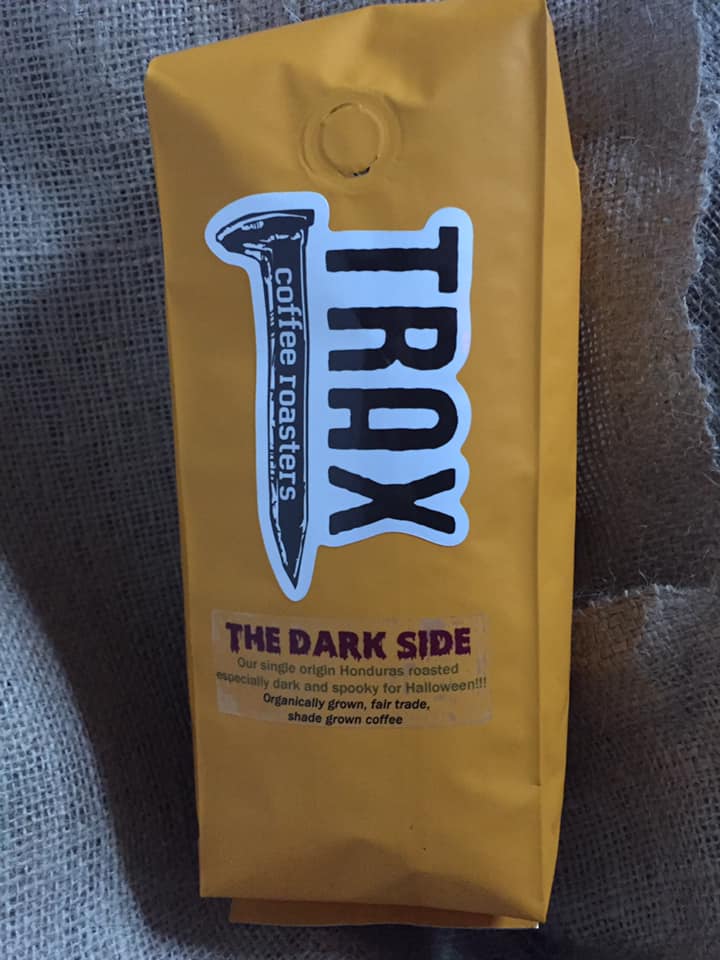 TRAX
coffee roasters
THE DARK SIDE
Our single origin Honduras roasted
especially dark and spooky for Halloween!!!
Organically grown, fair trade,
shade grown coffee